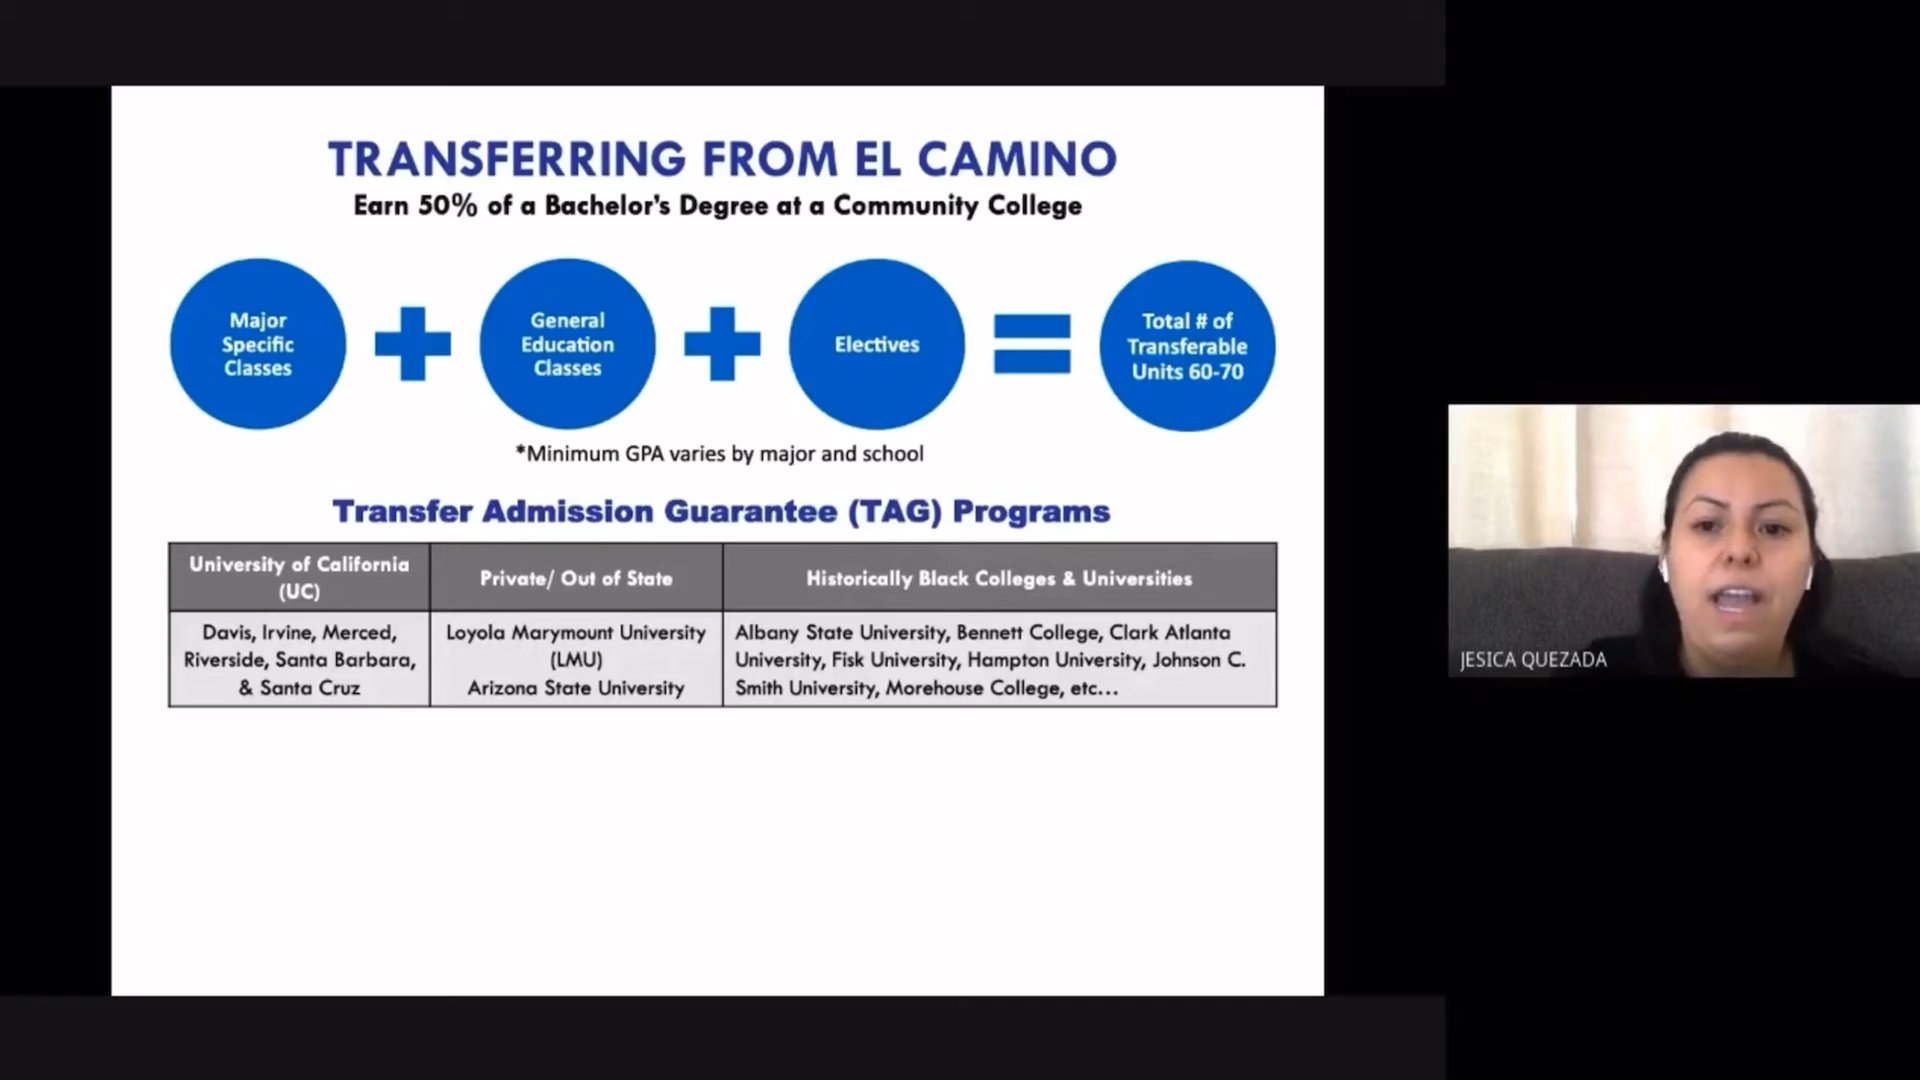 TRANSFERRING FROM EL CAMINO
Earn 50% of a Bachelor's Degree at a Community College
Major
Specific
Classes
General
Education
Classes
Electives
Total # of
Transferable
Units 60-70
*Minimum GPA varies by major and school
Transfer Admission Guarantee (TAG) Programs
University of California
(UC)
Private/ Out of State
Historically Black Colleges & Universities
Davis, Irvine, Merced,
Riverside, Santa Barbara,
& Santa Cruz
Loyola Marymount University
(LMU)
Arizona State University
Albany State University, Bennett College, Clark Atlanta
University, Fisk University, Hampton University, Johnson C.
Smith University, Morehouse College, etc...
JESICA QUEZADA